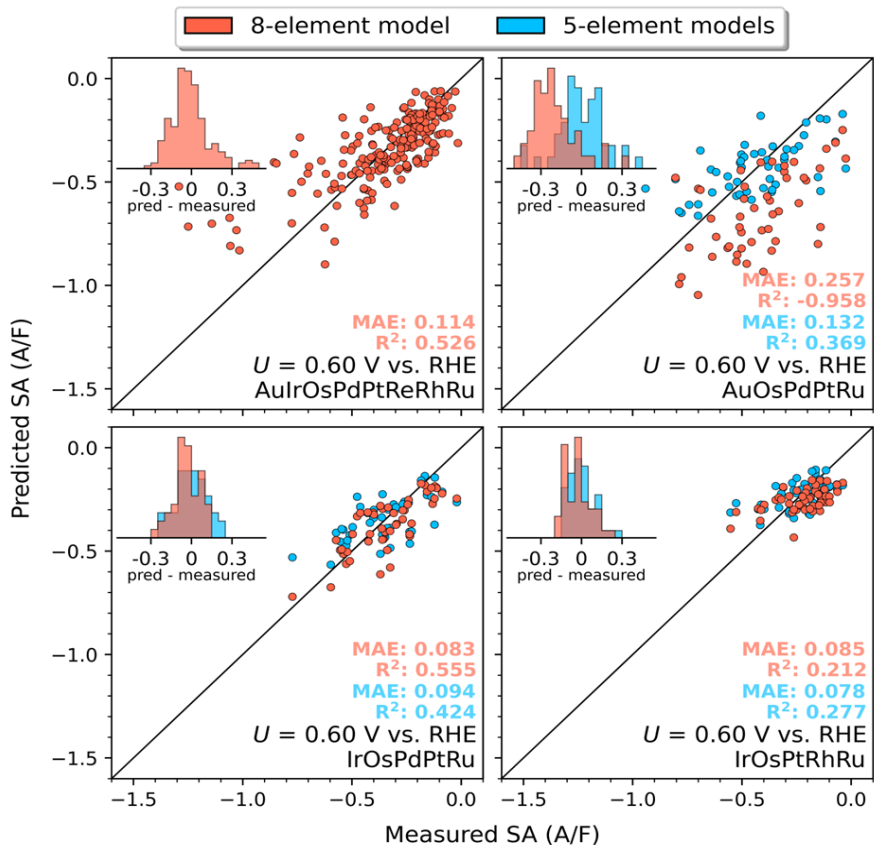 8-element model 5-element models
Predicted SA (A/F)
0.0
−0.5
−1.0
−1.5
-0.3 0 0.3
pred - measured
MAE: 0.114
R²: 0.526
U = 0.60 V vs. RHE
AuIrOsPdPtReRhRu
-0.3 0 0.3
pred - measured
MAE: 0.257
R²: -0.958
MAE: 0.132
R²: 0.369
U = 0.60 V vs. RHE
AuOsPdPtRu
0.0
−0.5
−1.0
−1.5
-0.3 0 0.3
pred - measured
MAE: 0.083
R²: 0.555
MAE: 0.094
R²: 0.424
U = 0.60 V vs. RHE
IrOsPdPtRu
-0.3 0 0.3
pred - measured
MAE: 0.085
R²: 0.212
MAE: 0.078
R²: 0.277
U = 0.60 V vs. RHE
IrOsPtRhRu
−1.5 −1.0 −0.5 0.0
−1.5 −1.0 −0.5 0.0
Measured SA (A/F)